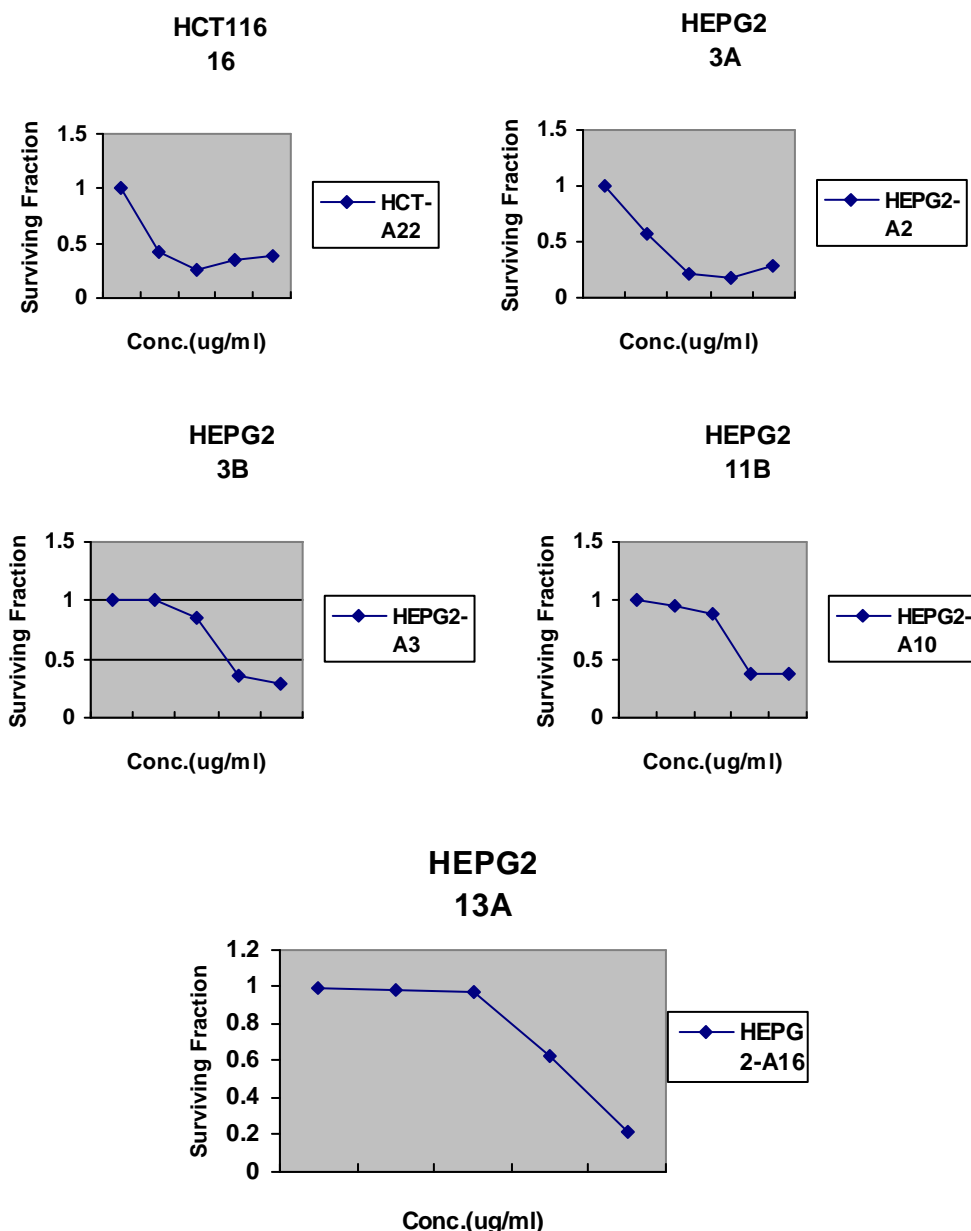 HCT116
16
1.5
1
0.5
0
Surviving Fraction
Conc.(ug/ml)
HCT-
A22
HEPG2
3A
1.5
1
0.5
0
Surviving Fraction
Conc.(ug/ml)
HEPG2-
A2
HEPG2
3B
1.5
1
0.5
0
Surviving Fraction
Conc.(ug/ml)
HEPG2-
A3
HEPG2
11B
1.5
1
0.5
0
Surviving Fraction
Conc.(ug/ml)
HEPG2-
A10
HEPG2
13A
1.2
1
0.8
0.6
0.4
0.2
0
Surviving Fraction
Conc.(ug/ml)
HEPG
2-A16